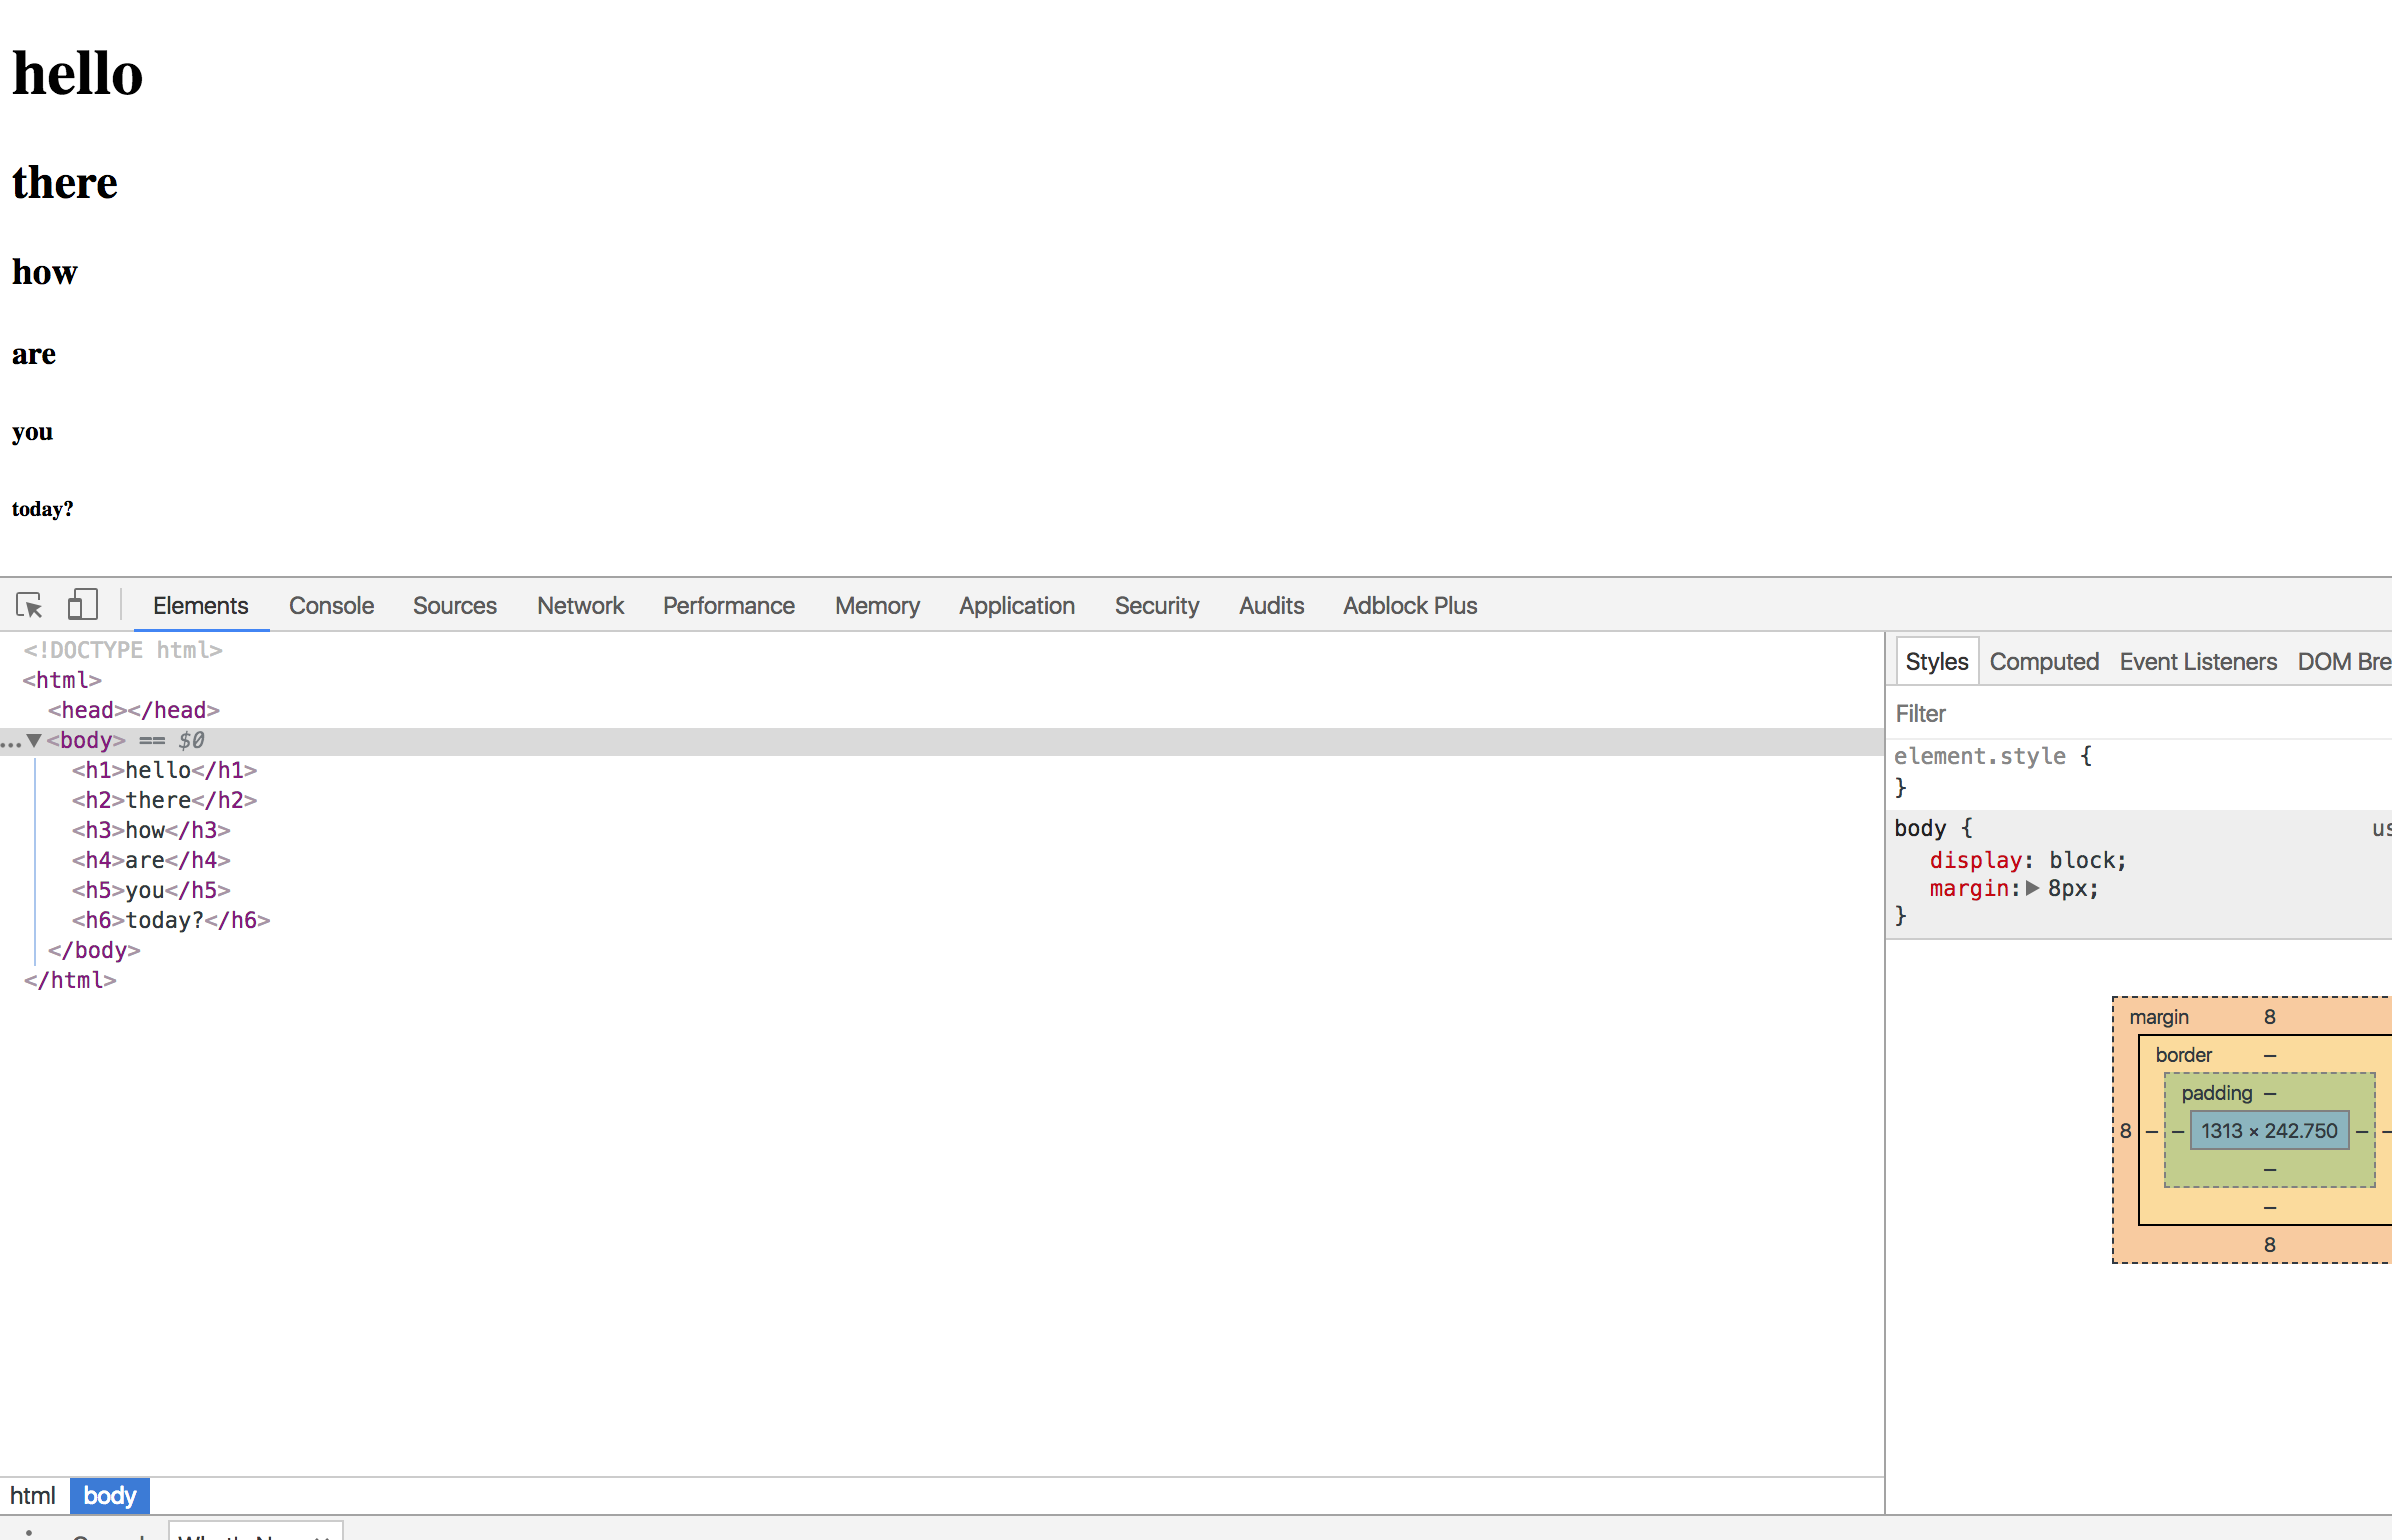 hello
there
how
are
you
today?
Elements Console Sources Network Performance Memory Application Security Audits Adblock Plus
<!DOCTYPE html>
<html>
<head></head>
...▼<body> == $0
<h1>hello</h1>
<h2>there</h2>
<h3>how</h3>
<h4>are</h4>
<h5>you</h5>
<h6>today?</h6>
</body>
</html>
html body
Styles Computed Event Listeners DOM Bre
Filter
element.style {
}
body { us
display: block;
margin:▶ 8px;
}
margin 8
border –
padding –
8 – – 1313 × 242.750 – –
–
–
8